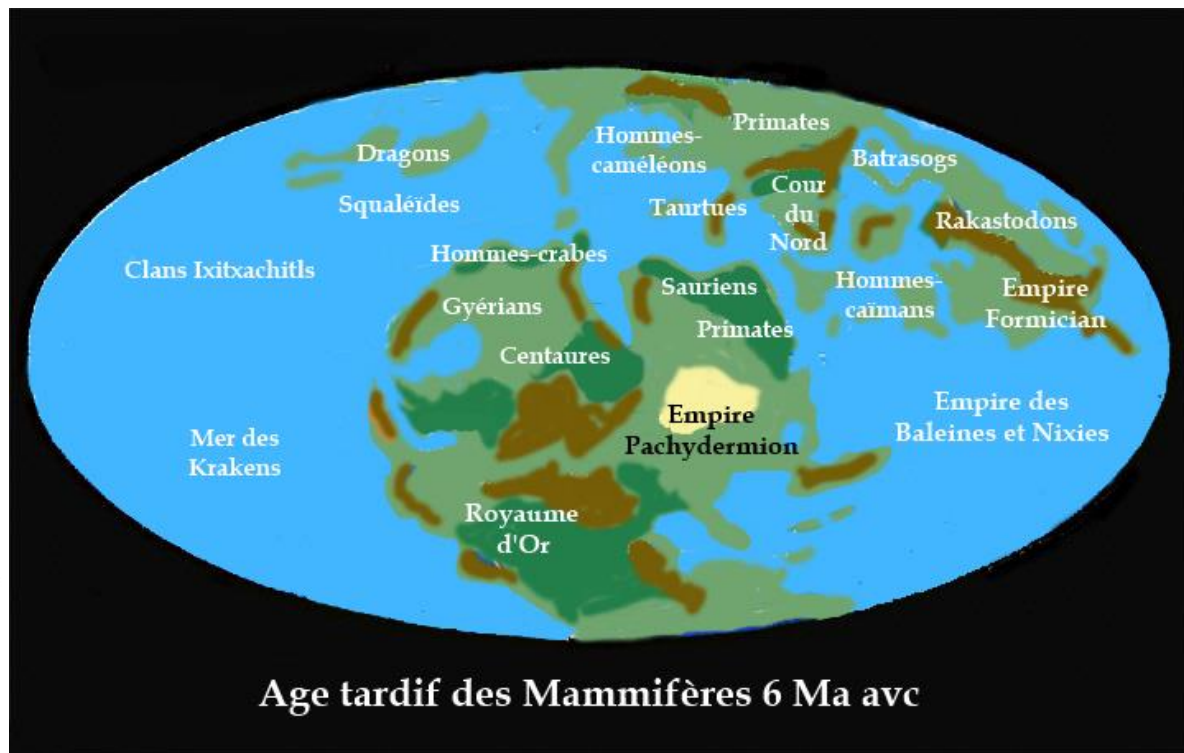 Primates
Hommes-
caméléons
Dragons
Batrasogs
Cour
du
Nord
Squaléïdes
Taurtues
Rakastodons
Hommes-crabes
Clans Ixitxachitls
Sauriens
Hommes-
caïmans
Empire
Formician
Gyérians
Primates
Centaures
Empire
Pachydermion
Empire des
Baleines et Nixies
Mer des
Krakens
Royaume
d'Or
Age tardif des Mammifères 6 Ma avc